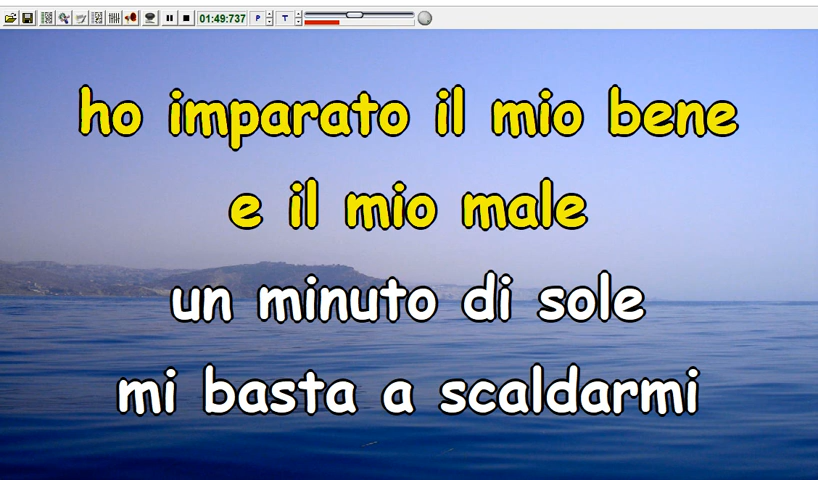 01:49:737 P T
ho imparato il mio bene
e il mio male
un minuto di sole
mi basta a scaldarmi